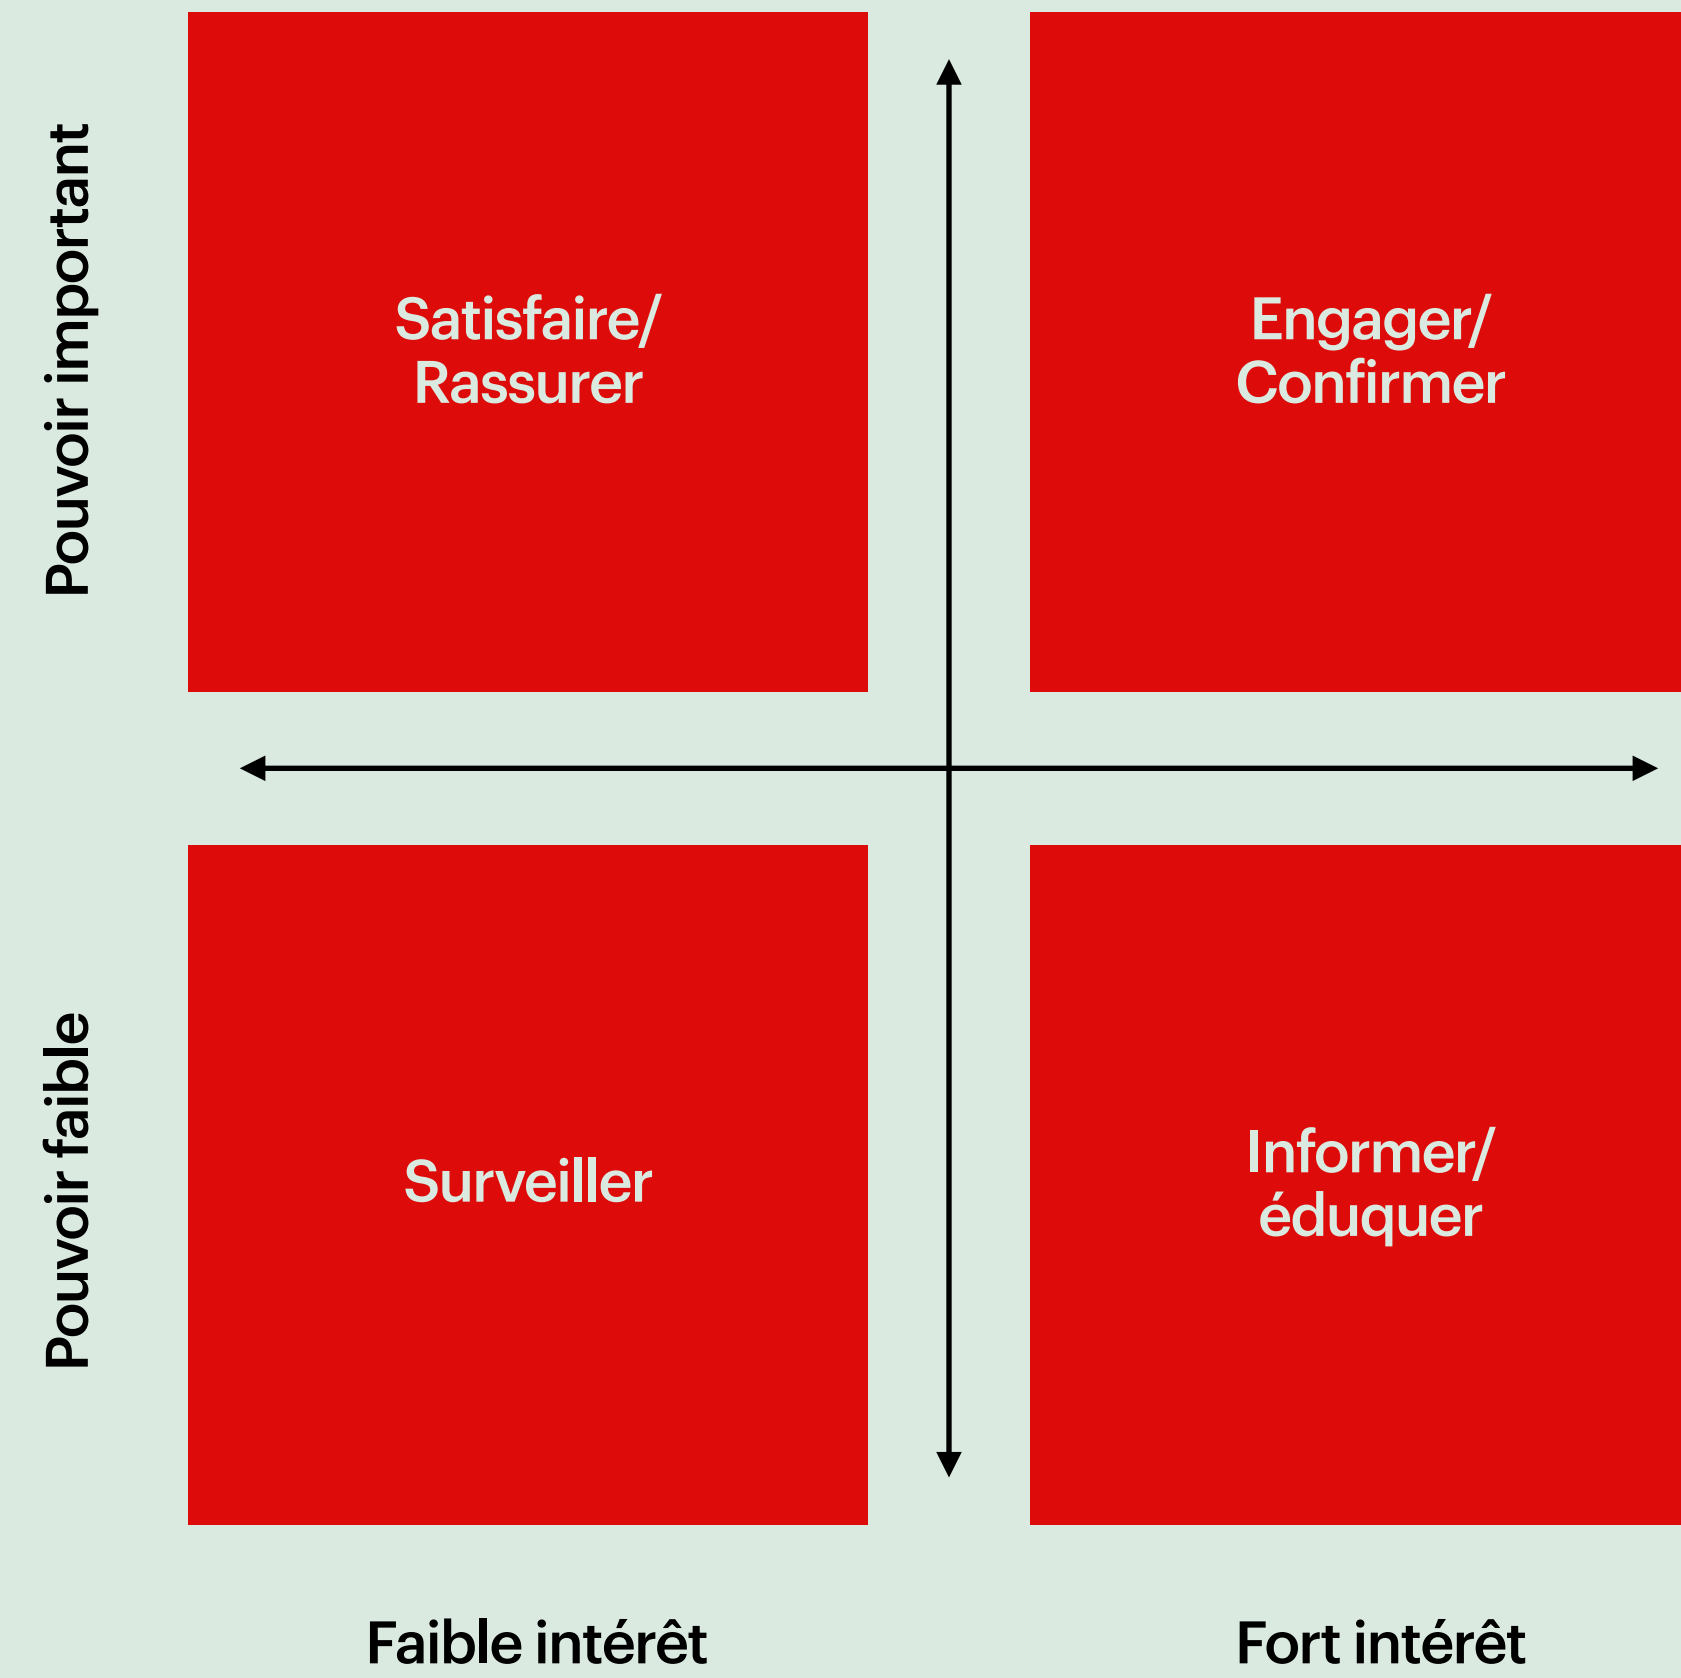 Pouvoir important
Satisfaire/
Rassurer
Engager/
Confirmer
Pouvoir faible
Surveiller
Informer/
éduquer
Faible intérêt
Fort intérêt